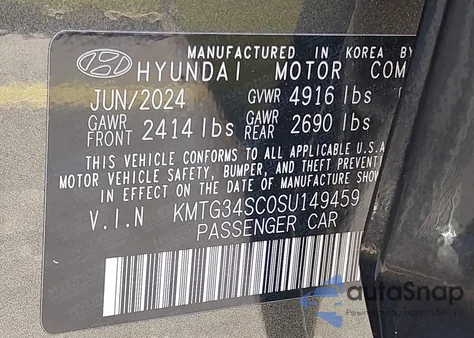 MANUFACTURED IN KOREA BY
HYUNDAI MOTOR COM
JUN/2024 GVWR 4916 lbs
GAWR FRONT 2414 lbs GAWR REAR 2690 lbs
THIS VEHICLE CONFORMS TO ALL APPLICABLE U.S.A
MOTOR VEHICLE SAFETY, BUMPER, AND THEFT PREVENTI
IN EFFECT ON THE DATE OF MANUFACTURE SHOW
V.I.N KMTG34SC0SU149459
PASSENGER CAR
autoSnap